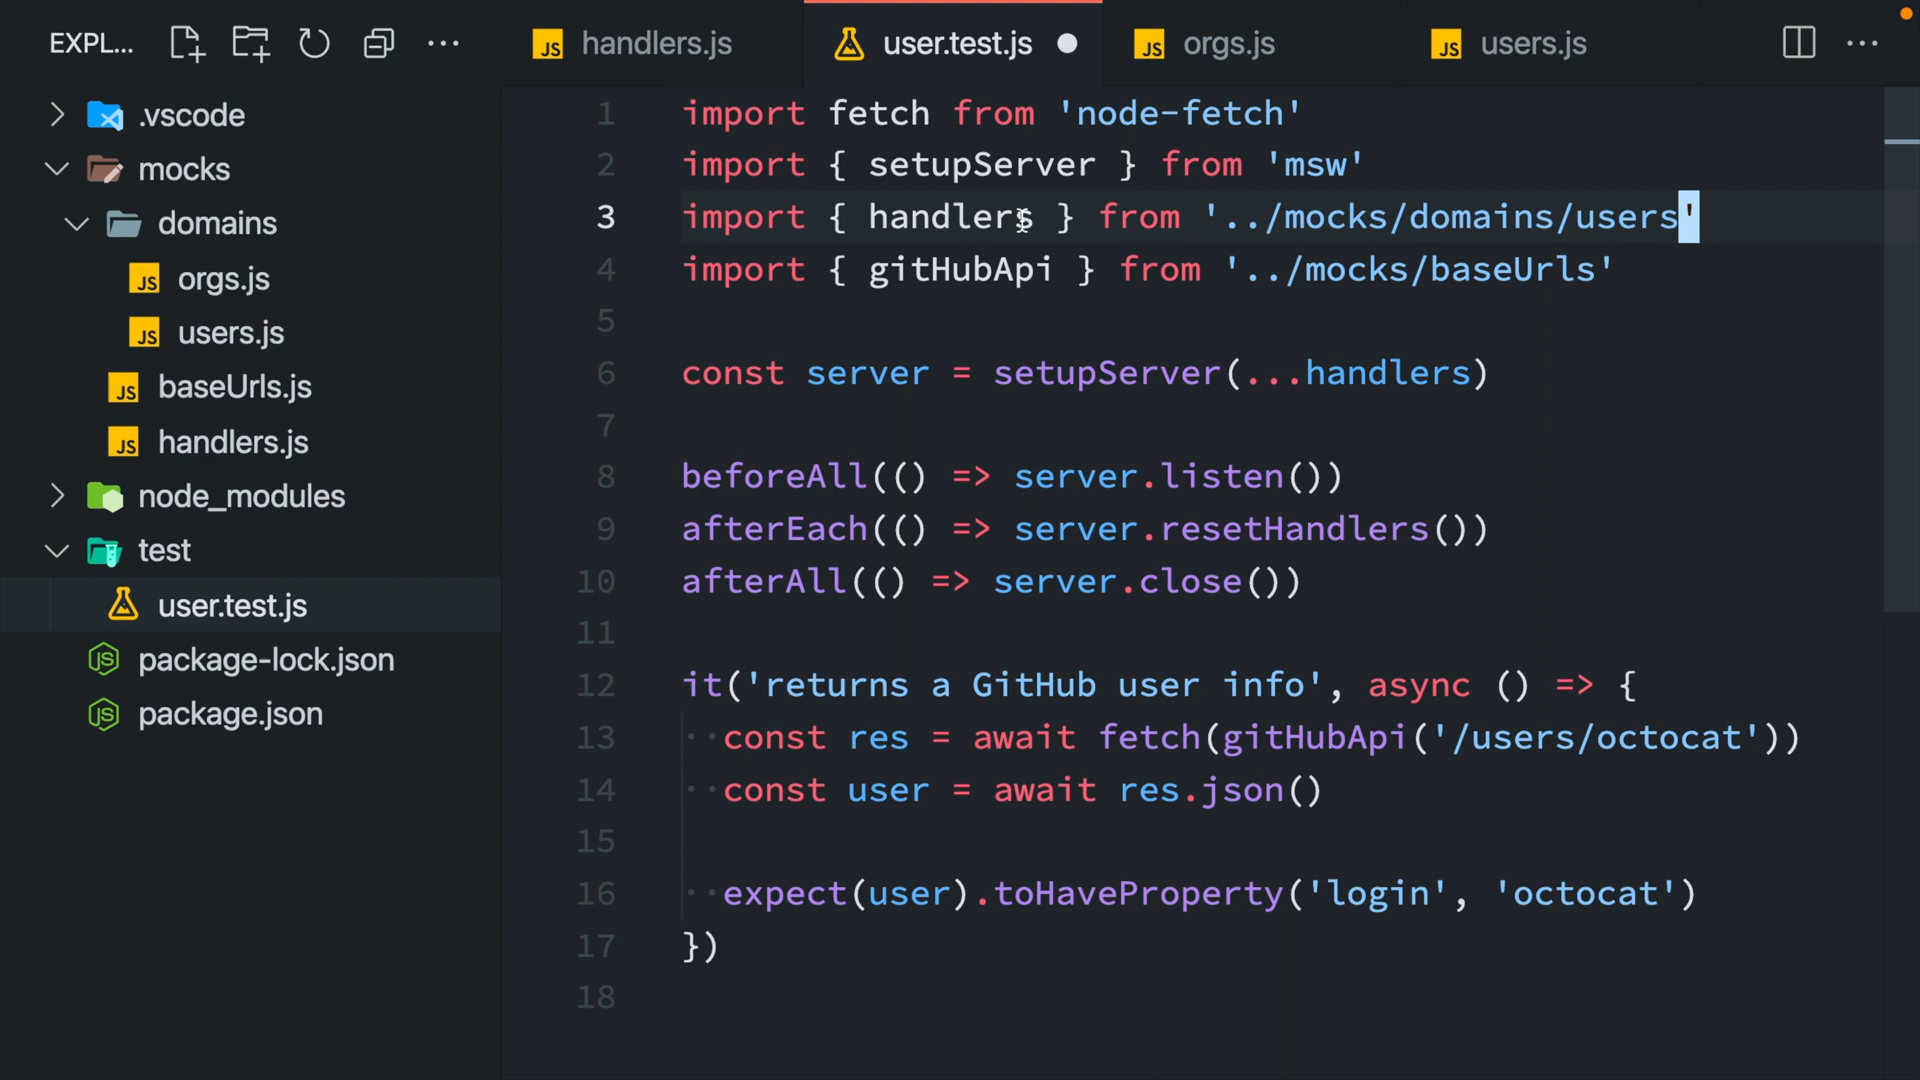 EXPL...
handlers.js
user.test.js
orgs.js
users.js
.vscode
mocks
domains
orgs.js
users.js
baseUrls.js
handlers.js
node_modules
test
user.test.js
package-lock.json
package.json
1 import fetch from 'node-fetch'
2 import { setupServer } from 'msw'
3 import { handlers } from '../mocks/domains/users'
4 import { gitHubApi } from '../mocks/baseUrls'
5
6 const server = setupServer(...handlers)
7
8 beforeAll(() => server.listen())
9 afterEach(() => server.resetHandlers())
10 afterAll(() => server.close())
11
12 it('returns a GitHub user info', async () => {
13 ··const res = await fetch(gitHubApi('/users/octocat'))
14 ··const user = await res.json()
15
16 ··expect(user).toHaveProperty('login', 'octocat')
17 })
18